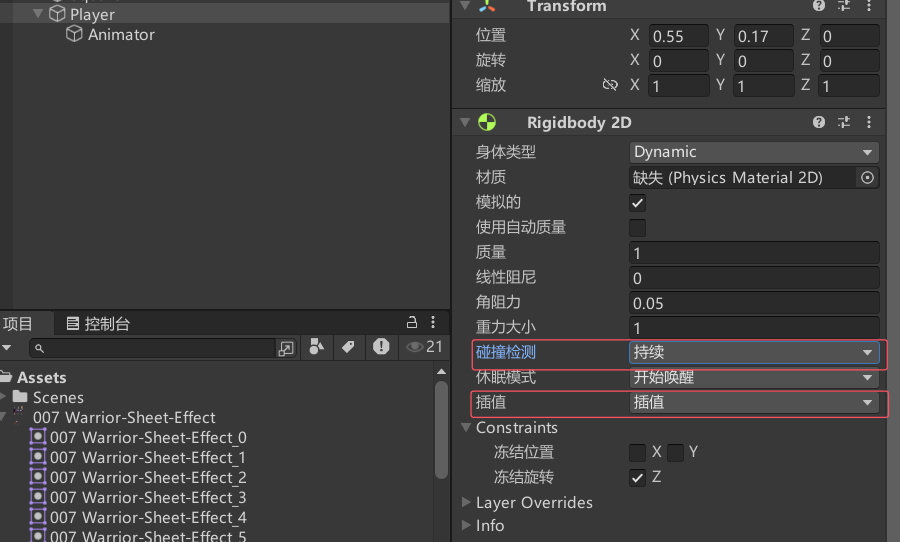 Player
Animator
项目
控制台
21
Assets
Scenes
007 Warrior-Sheet-Effect
007 Warrior-Sheet-Effect_0
007 Warrior-Sheet-Effect_1
007 Warrior-Sheet-Effect_2
007 Warrior-Sheet-Effect_3
007 Warrior-Sheet-Effect_4
007 Warrior-Sheet-Effect_5
Transform
位置 X 0.55 Y 0.17 Z 0
旋转 X 0 Y 0 Z 0
缩放 X 1 Y 1 Z 1
Rigidbody 2D
身体类型 Dynamic
材质 缺失 (Physics Material 2D)
模拟的
使用自动质量
质量 1
线性阻尼 0
角阻力 0.05
重力大小 1
碰撞检测 持续
休眠模式 开始唤醒
插值 插值
Constraints
冻结位置 X Y
冻结旋转 Z
Layer Overrides
Info